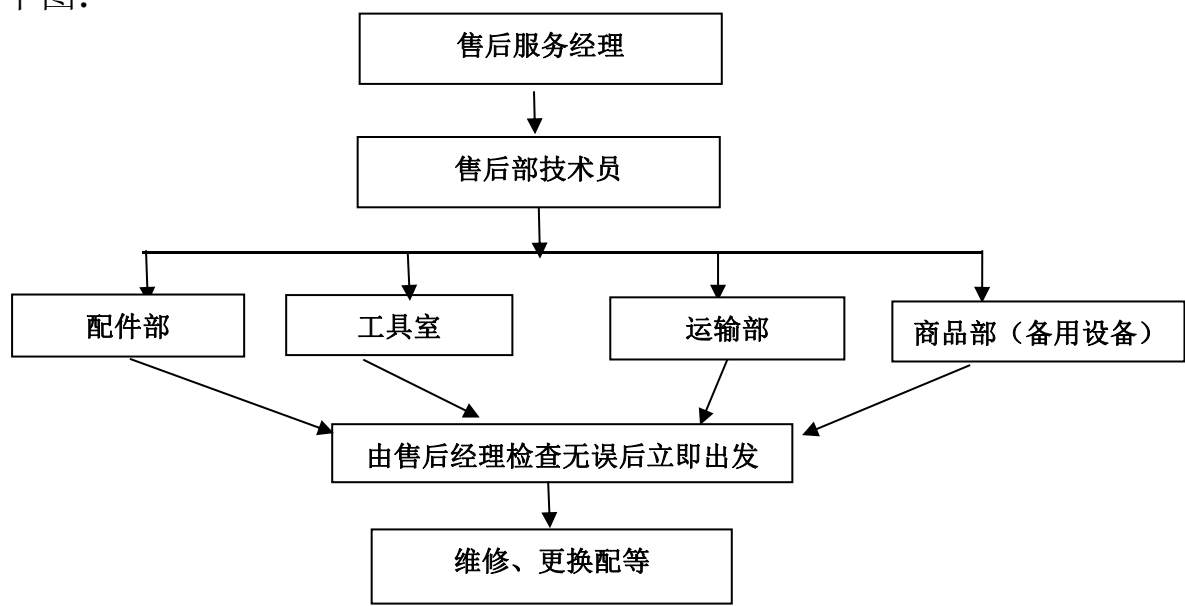 下图：
售后服务经理
售后部技术员
配件部
工具室
运输部
商品部（备用设备）
由售后经理检查无误后立即出发
维修、更换配等